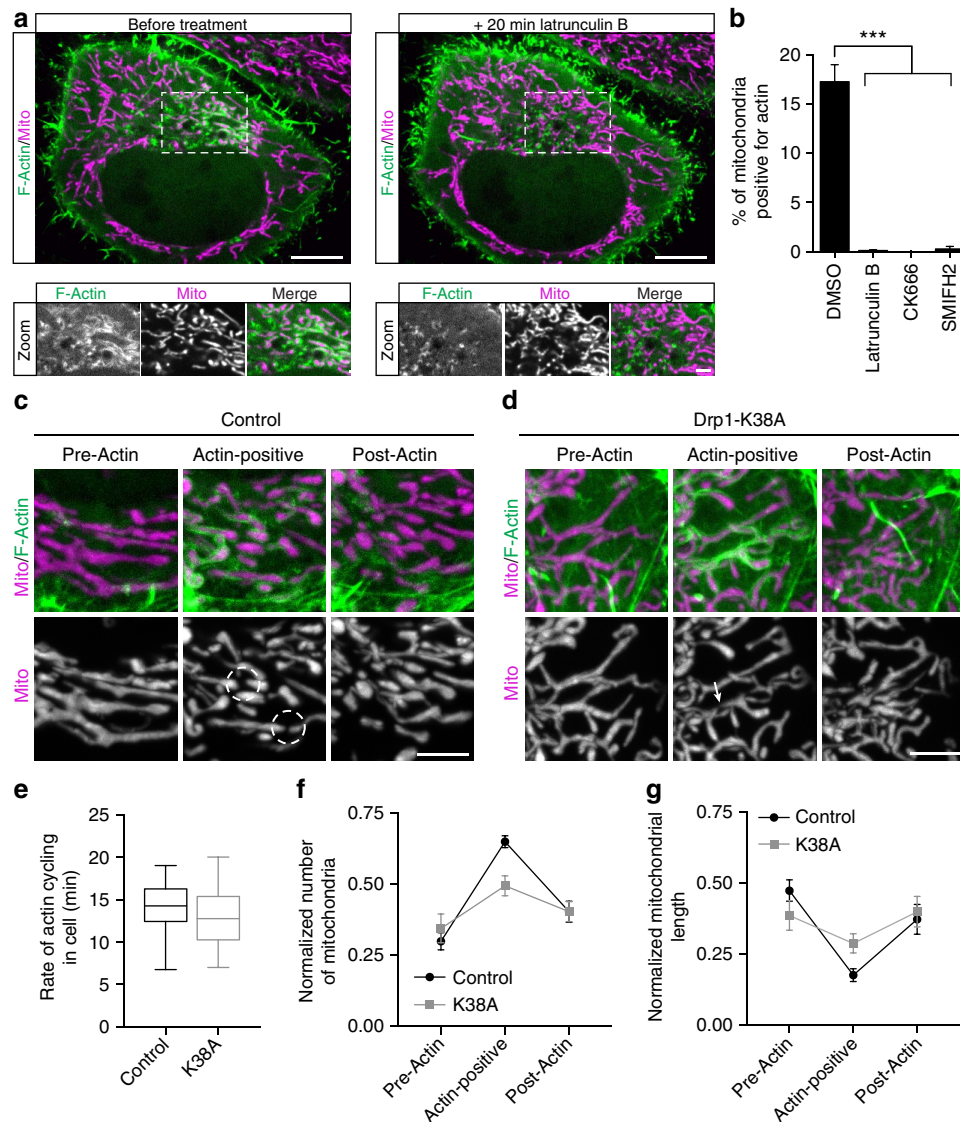 a
Before treatment
+ 20 min latrunculin B
F-Actin/Mito
F-Actin/Mito
Zoom
F-Actin Mito Merge
Zoom
F-Actin Mito Merge
b
% of mitochondria
positive for actin
20
15
10
5
0
***
DMSO
Latrunculin B
CK666
SMIFH2
c
Control
Pre-Actin Actin-positive Post-Actin
Mito/F-Actin
Mito
d
Drp1-K38A
Pre-Actin Actin-positive Post-Actin
Mito/F-Actin
Mito
e
Rate of actin cycling
in cell (min)
25
20
15
10
5
0
Control
K38A
f
Normalized number
of mitochondria
0.75
0.50
0.25
0.00
Control
K38A
Pre-Actin
Actin-positive
Post-Actin
g
Normalized mitochondrial
length
0.75
0.50
0.25
0.00
Control
K38A
Pre-Actin
Actin-positive
Post-Actin